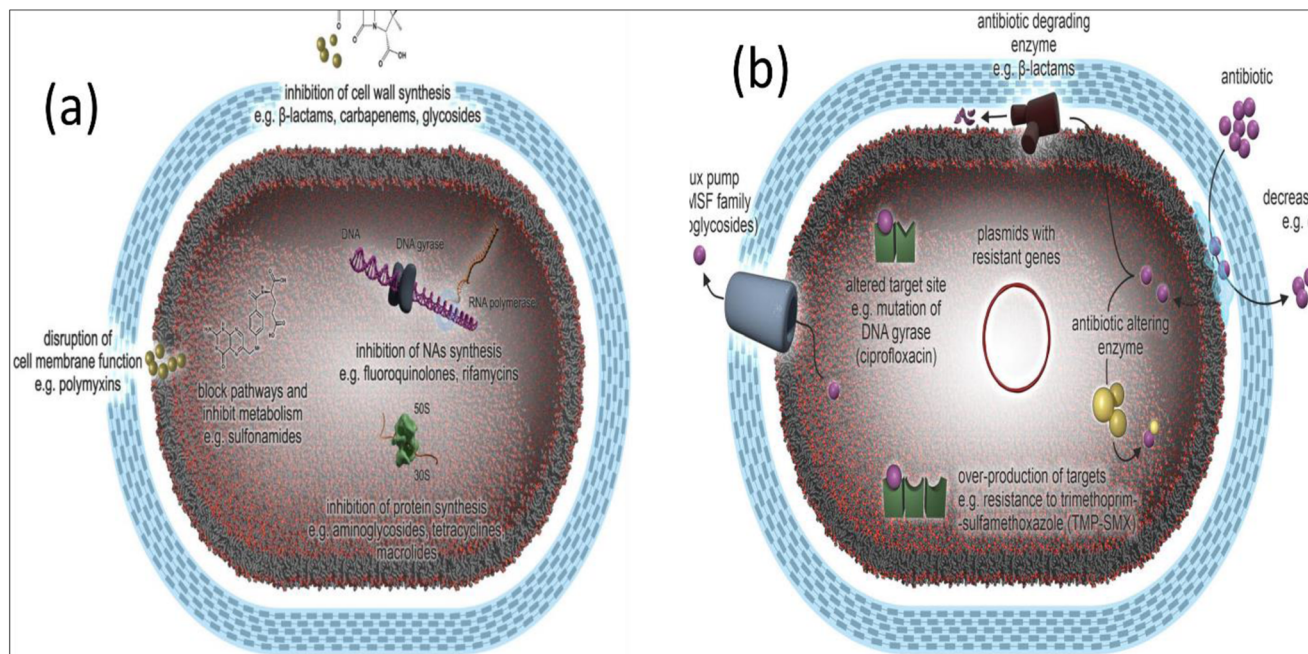 (a)
OH
inhibition of cell wall synthesis
e.g. β-lactams, carbapenems, glycosides
DNA
DNA gyrase
RNA polymerase
disruption of
cell membrane function
e.g. polymyxins
block pathways and
inhibit metabolism
e.g. sulfonamides
inhibition of NAs synthesis
e.g. fluoroquinolones, rifamycins
50S
30S
inhibition of protein synthesis
e.g. aminoglycosides, tetracyclines,
macrolides
(b)
antibiotic degrading
enzyme
e.g. β-lactams
antibiotic
ux pump
MSF family
oglycosides)
decreas
e.g.
altered target site
e.g. mutation of
DNA gyrase
(ciprofloxacin)
plasmids with
resistant genes
antibiotic altering
enzyme
over-production of targets
e.g. resistance to trimethoprim-
-sulfamethoxazole (TMP-SMX)